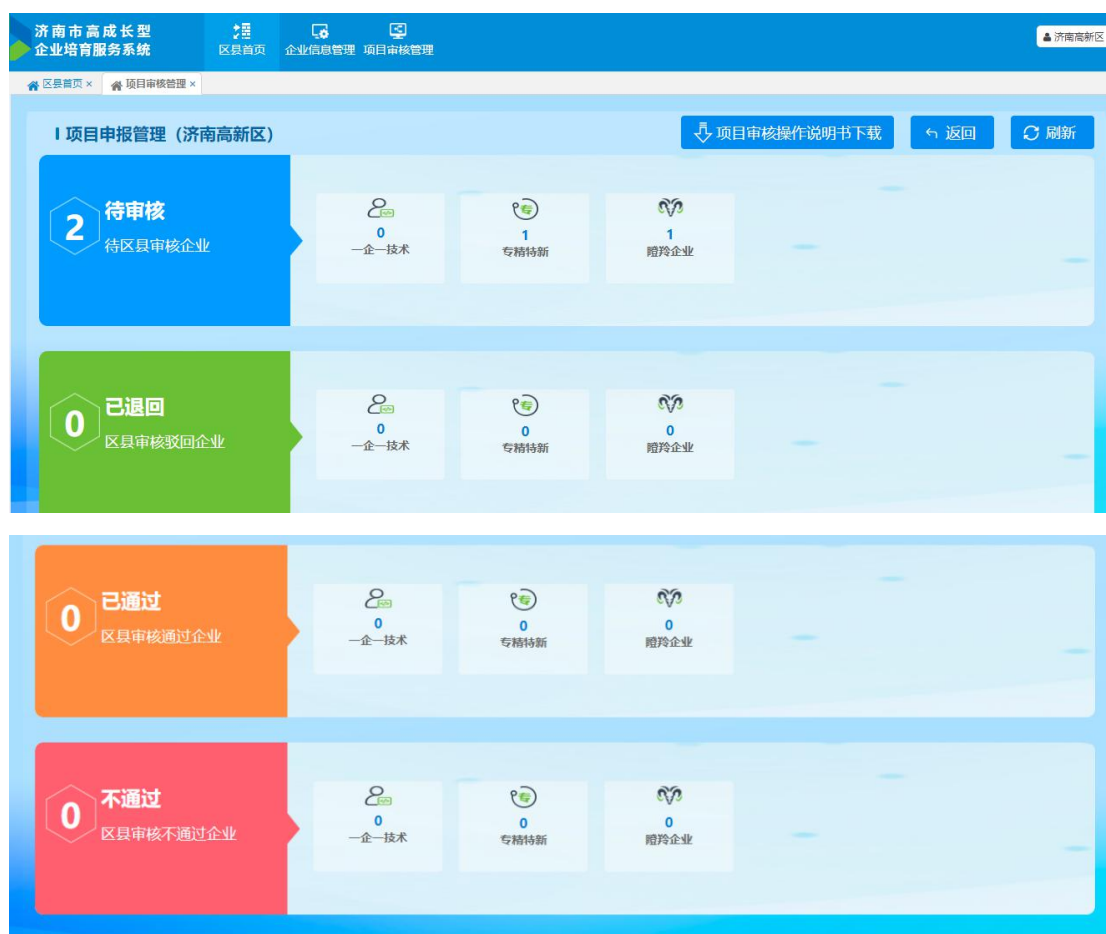 济南市高成长型
企业培育服务系统
区县首页 企业信息管理 项目审核管理
济南高新区
区县首页 × 项目审核管理 ×
项目申报管理（济南高新区）
项目审核操作说明书下载 返回 刷新
2 待审核
待区县审核企业
0 1 1
一企一技术 专精特新 瞪羚企业
0 已退回
区县审核驳回企业
0 0 0
一企一技术 专精特新 瞪羚企业
0 已通过
区县审核通过企业
0 0 0
一企一技术 专精特新 瞪羚企业
0 不通过
区县审核不通过企业
0 0 0
一企一技术 专精特新 瞪羚企业